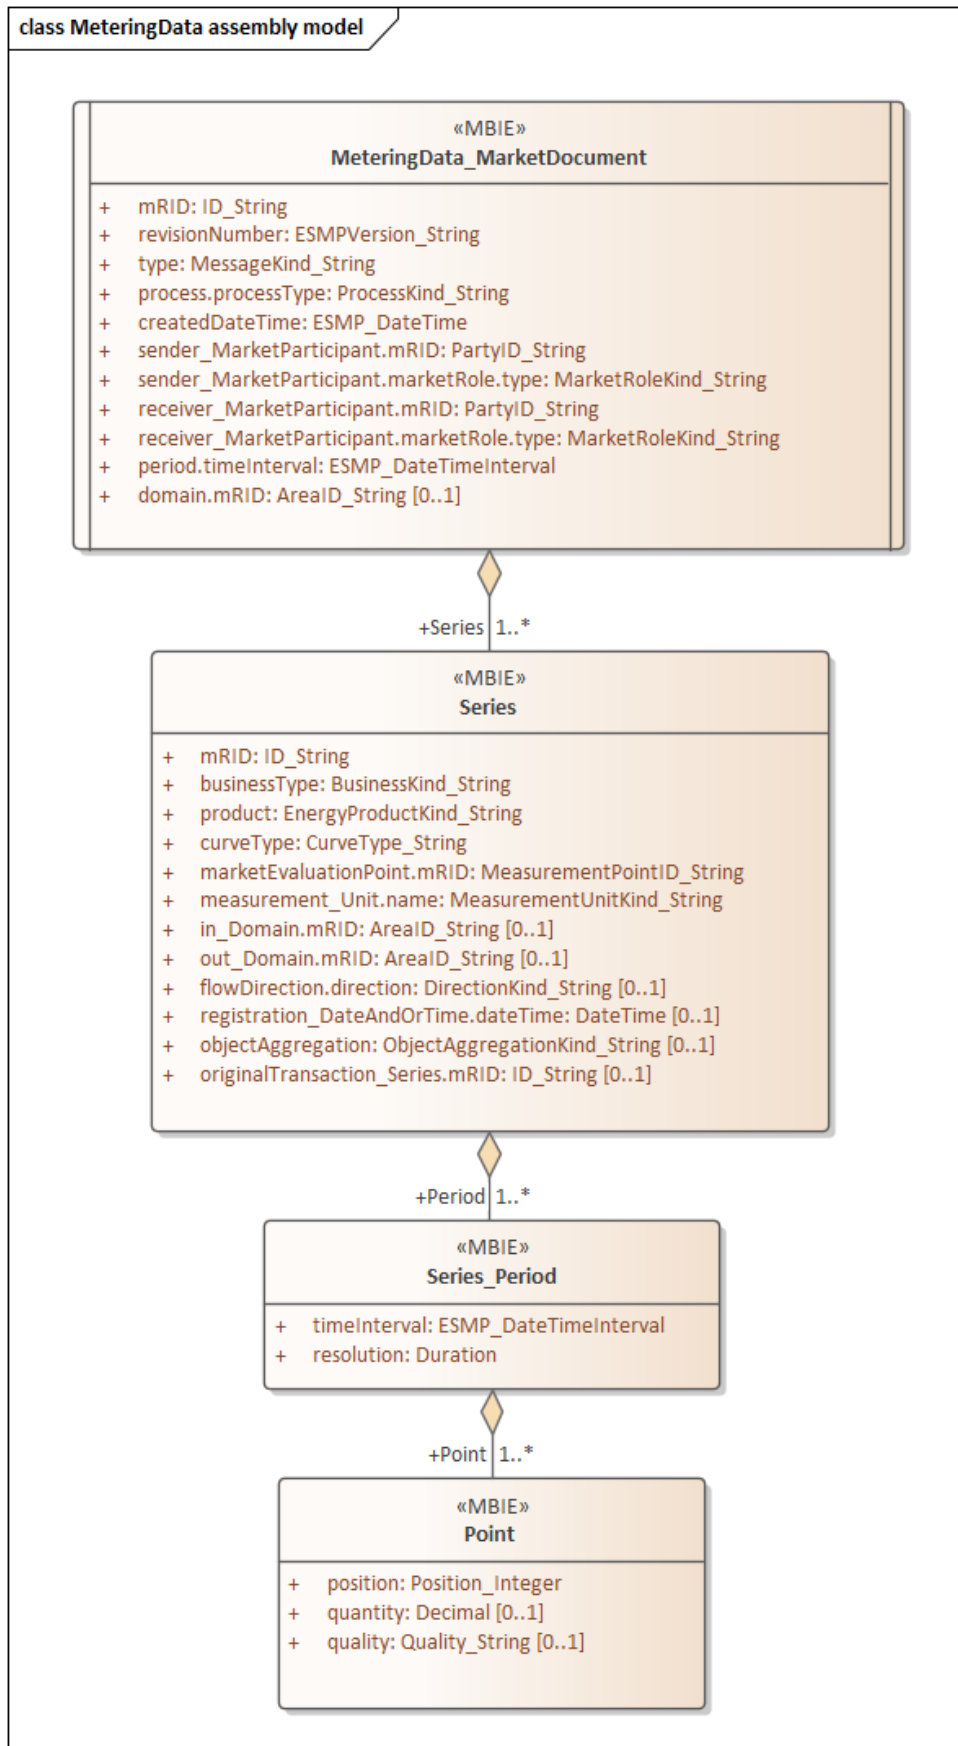 class MeteringData assembly model
«MBIE»
MeteringData_MarketDocument
+ mRID: ID_String
+ revisionNumber: ESMPVersion_String
+ type: MessageKind_String
+ process.processType: ProcessKind_String
+ createdDateTime: ESMP_DateTime
+ sender_MarketParticipant.mRID: PartyID_String
+ sender_MarketParticipant.marketRole.type: MarketRoleKind_String
+ receiver_MarketParticipant.mRID: PartyID_String
+ receiver_MarketParticipant.marketRole.type: MarketRoleKind_String
+ period.timeInterval: ESMP_DateTimeInterval
+ domain.mRID: AreaID_String [0..1]
+Series 1..*
«MBIE»
Series
+ mRID: ID_String
+ businessType: BusinessKind_String
+ product: EnergyProductKind_String
+ curveType: CurveType_String
+ marketEvaluationPoint.mRID: MeasurementPointID_String
+ measurement_Unit.name: MeasurementUnitKind_String
+ in_Domain.mRID: AreaID_String [0..1]
+ out_Domain.mRID: AreaID_String [0..1]
+ flowDirection.direction: DirectionKind_String [0..1]
+ registration_DateAndOrTime.dateTime: DateTime [0..1]
+ objectAggregation: ObjectAggregationKind_String [0..1]
+ originalTransaction_Series.mRID: ID_String [0..1]
+Period 1..*
«MBIE»
Series_Period
+ timeInterval: ESMP_DateTimeInterval
+ resolution: Duration
+Point 1..*
«MBIE»
Point
+ position: Position_Integer
+ quantity: Decimal [0..1]
+ quality: Quality_String [0..1]